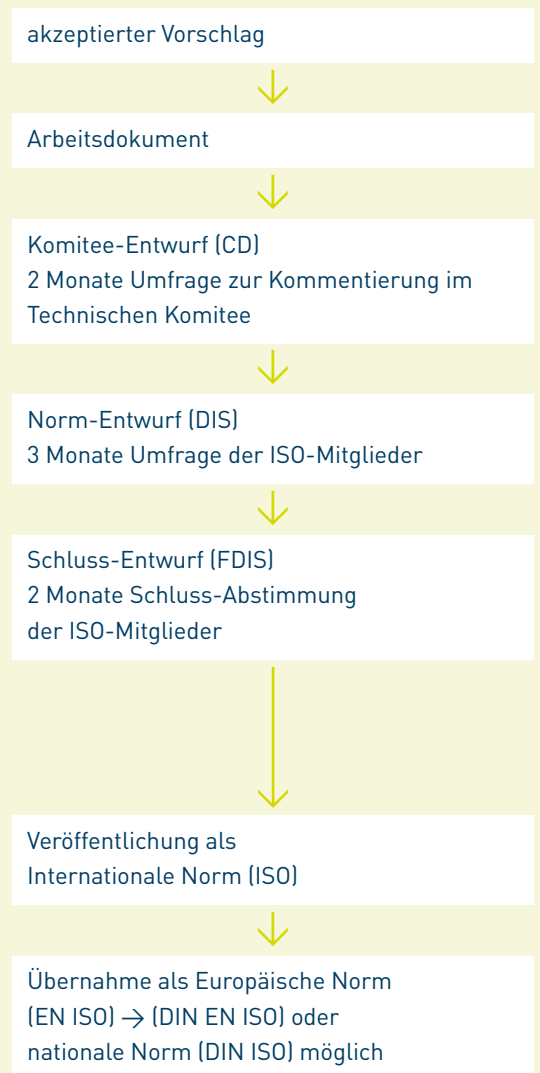 akzeptierter Vorschlag
Arbeitsdokument
Komitee-Entwurf (CD)
2 Monate Umfrage zur Kommentierung im
Technischen Komitee
Norm-Entwurf (DIS)
3 Monate Umfrage der ISO-Mitglieder
Schluss-Entwurf (FDIS)
2 Monate Schluss-Abstimmung
der ISO-Mitglieder
Veröffentlichung als
Internationale Norm (ISO)
Übernahme als Europäische Norm
(EN ISO) → (DIN EN ISO) oder
nationale Norm (DIN ISO) möglich